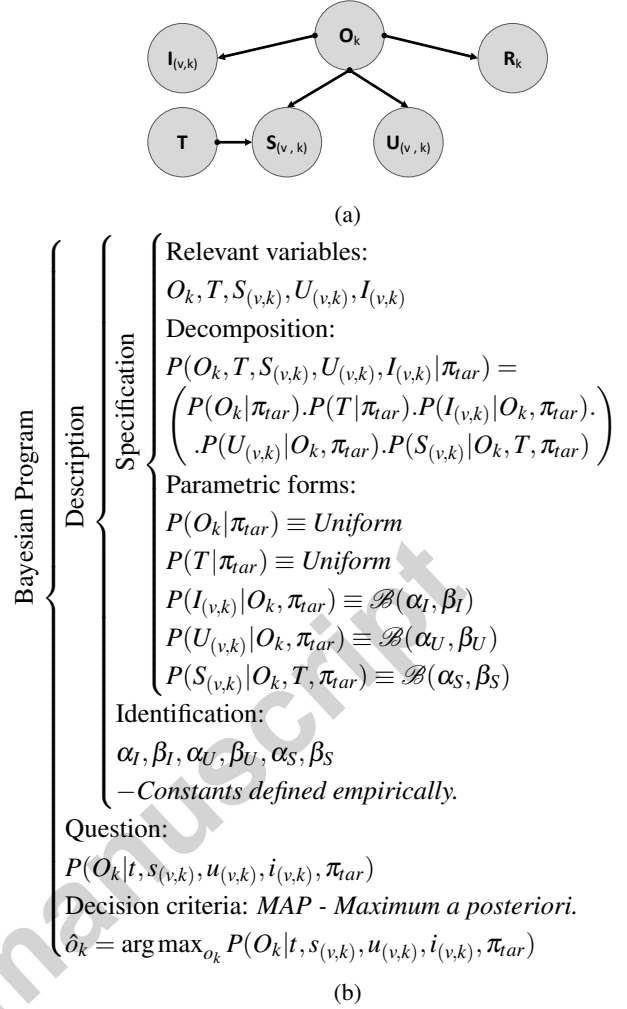 O_k
I_(v,k)
R_k
T
S_(v , k)
U_(v , k)
(a)
Bayesian Program
Description
Specification
Relevant variables:
O_k, T, S_(v,k), U_(v,k), I_(v,k)
Decomposition:
P(O_k, T, S_(v,k), U_(v,k), I_(v,k)|π_tar) =
(P(O_k|π_tar).P(T|π_tar).P(I_(v,k)|O_k, π_tar).
.P(U_(v,k)|O_k, π_tar).P(S_(v,k)|O_k, T, π_tar))
Parametric forms:
P(O_k|π_tar) ≡ Uniform
P(T|π_tar) ≡ Uniform
P(I_(v,k)|O_k, π_tar) ≡ ℬ(α_I, β_I)
P(U_(v,k)|O_k, π_tar) ≡ ℬ(α_U, β_U)
P(S_(v,k)|O_k, T, π_tar) ≡ ℬ(α_S, β_S)
Identification:
α_I, β_I, α_U, β_U, α_S, β_S
−Constants defined empirically.
Question:
P(O_k|t, s_(v,k), u_(v,k), i_(v,k), π_tar)
Decision criteria: MAP - Maximum a posteriori.
ô_k = arg max_{o_k} P(O_k|t, s_(v,k), u_(v,k), i_(v,k), π_tar)
(b)
manuscript